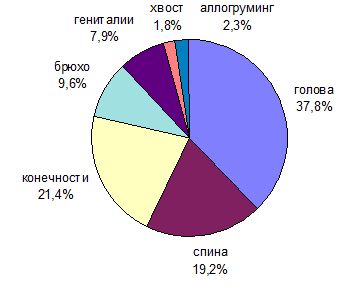 хвост
1,8%
аллогруминг
2,3%
гениталии
7,9%
брюхо
9,6%
голова
37,8%
конечности
21,4%
спина
19,2%